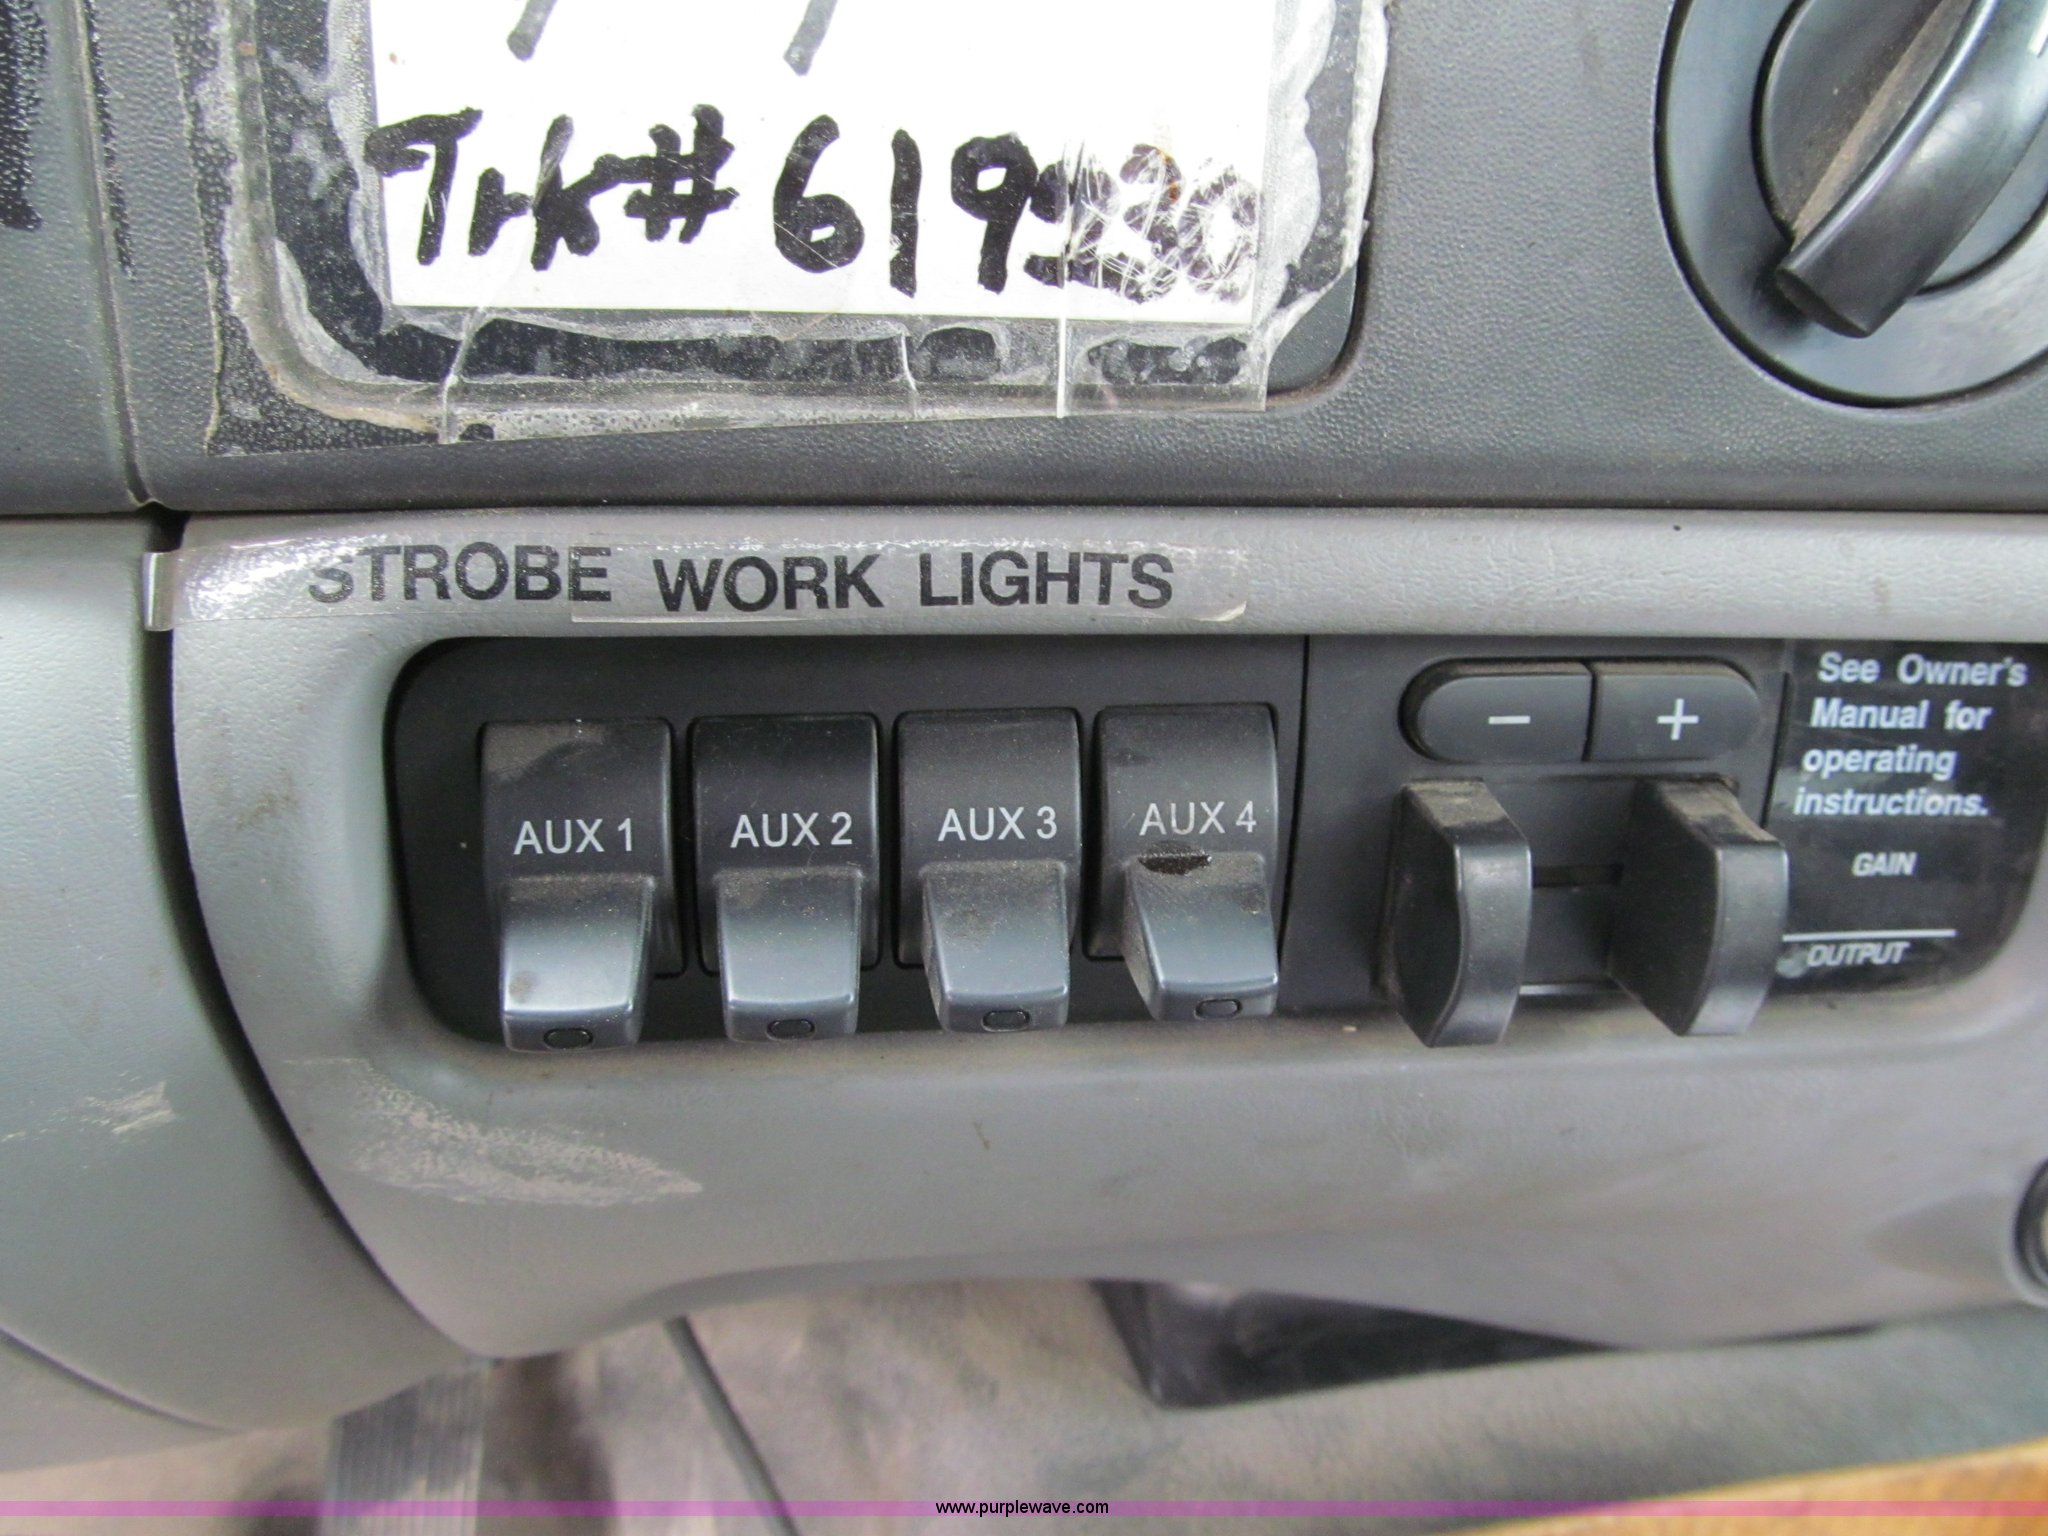 Trk# 619530
STROBE WORK LIGHTS
AUX 1 AUX 2 AUX 3 AUX 4
- +
See Owner's
Manual for
operating
instructions.
GAIN
OUTPUT
www.purplewave.com